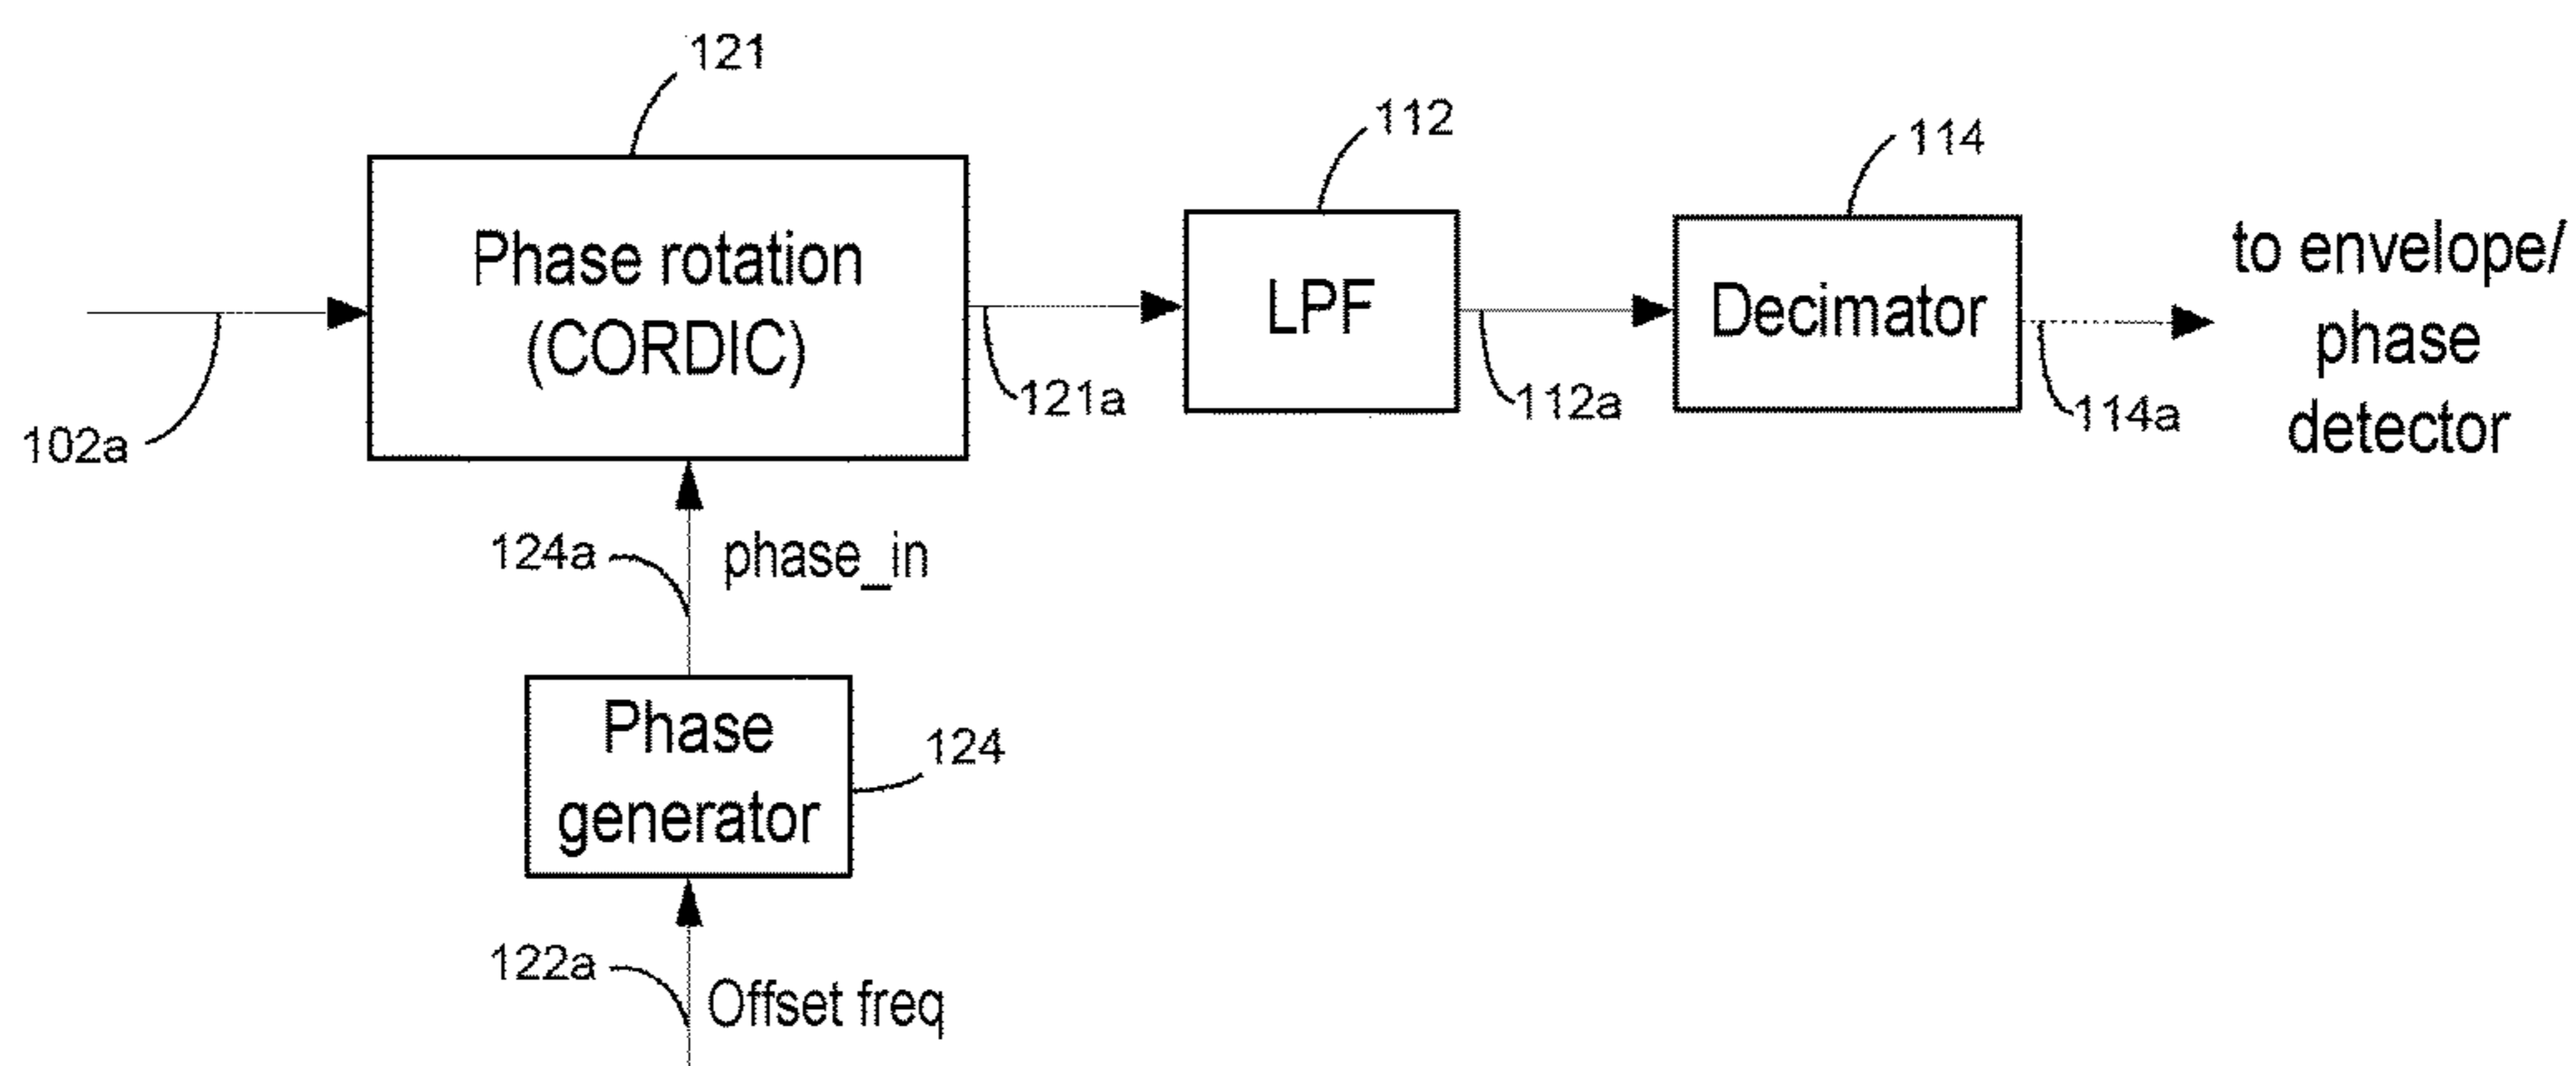 121
112
114
Phase rotation
(CORDIC)
LPF
Decimator
to envelope/
phase
detector
102a
121a
112a
114a
124a
phase_in
Phase
generator
124
122a
Offset freq